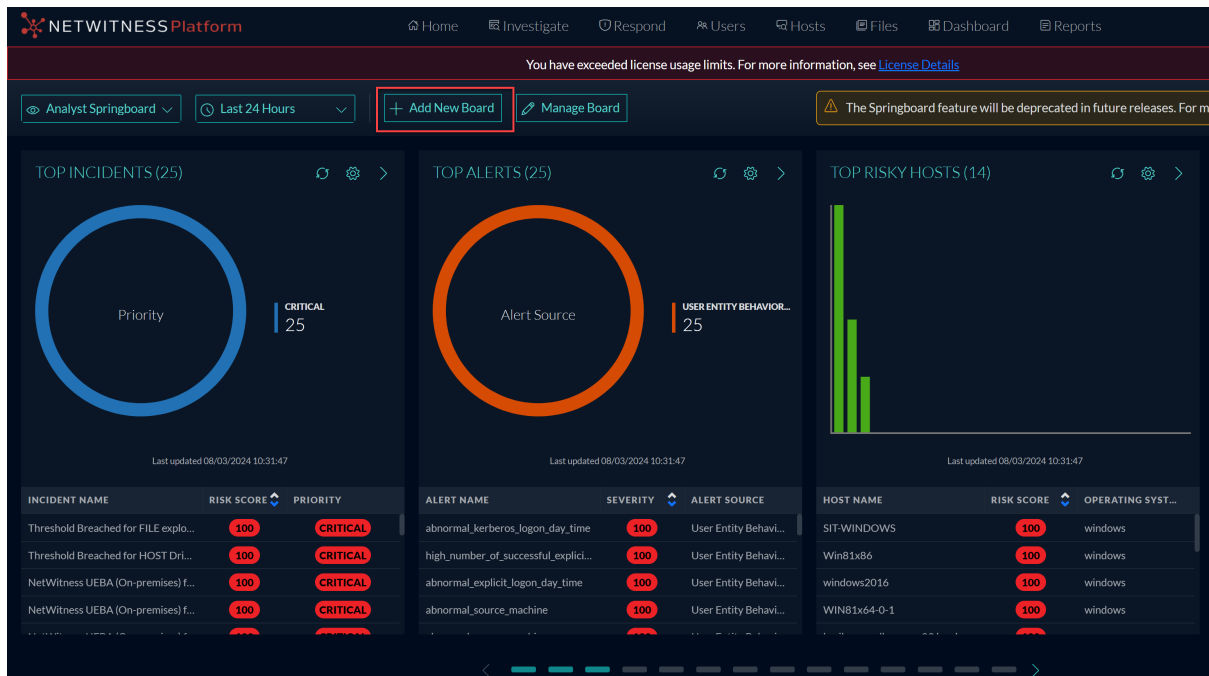 NETWITNESS Platform
Home Investigate Respond Users Hosts Files Dashboard Reports
You have exceeded license usage limits. For more information, see License Details
Analyst Springboard Last 24 Hours + Add New Board Manage Board The Springboard feature will be deprecated in future releases. For m
TOP INCIDENTS (25)
Priority
CRITICAL
25
Last updated 08/03/2024 10:31:47
INCIDENT NAME RISK SCORE PRIORITY
Threshold Breached for FILE explo... 100 CRITICAL
Threshold Breached for HOST Dri... 100 CRITICAL
NetWitness UEBA (On-premises) f... 100 CRITICAL
NetWitness UEBA (On-premises) f... 100 CRITICAL
TOP ALERTS (25)
Alert Source
USER ENTITY BEHAVIOR...
25
Last updated 08/03/2024 10:31:47
ALERT NAME SEVERITY ALERT SOURCE
abnormal_kerberos_logon_day_time 100 User Entity Behavi...
high_number_of_successful_explici... 100 User Entity Behavi...
abnormal_explicit_logon_day_time 100 User Entity Behavi...
abnormal_source_machine 100 User Entity Behavi...
TOP RISKY HOSTS (14)
Last updated 08/03/2024 10:31:47
HOST NAME RISK SCORE OPERATING SYST...
SIT-WINDOWS 100 windows
Win81x86 100 windows
windows2016 100 windows
WIN81x64-0-1 100 windows